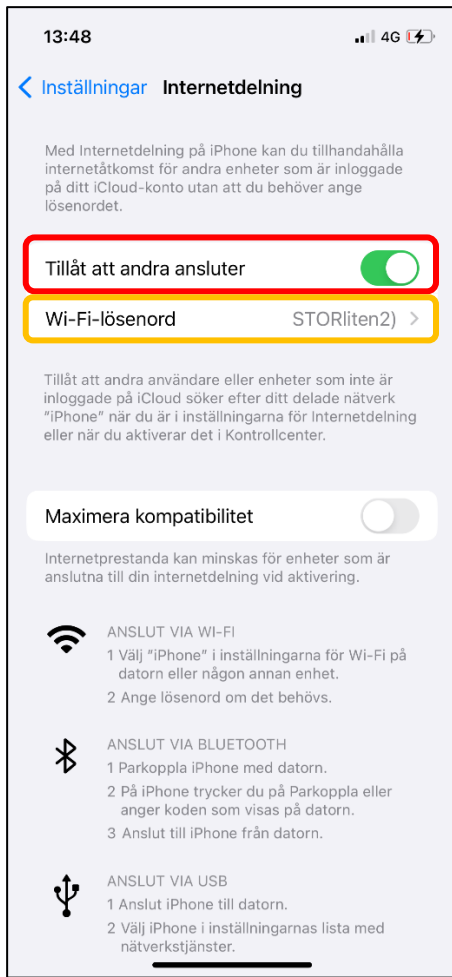 13:48 4G
Inställningar Internetdelning
Med Internetdelning på iPhone kan du tillhandahålla
internetåtkomst för andra enheter som är inloggade
på ditt iCloud-konto utan att du behöver ange
lösenordet.
Tillåt att andra ansluter
Wi-Fi-lösenord STORliten2)
Tillåt att andra användare eller enheter som inte är
inloggade på iCloud söker efter ditt delade nätverk
”iPhone” när du är i inställningarna för Internetdelning
eller när du aktiverar det i Kontrollcenter.
Maximera kompatibilitet
Internetprestanda kan minskas för enheter som är
anslutna till din internetdelning vid aktivering.
ANSLUT VIA WI-FI
1 Välj ”iPhone” i inställningarna för Wi-Fi på
datorn eller någon annan enhet.
2 Ange lösenord om det behövs.
ANSLUT VIA BLUETOOTH
1 Parkoppla iPhone med datorn.
2 På iPhone trycker du på Parkoppla eller
anger koden som visas på datorn.
3 Anslut till iPhone från datorn.
ANSLUT VIA USB
1 Anslut iPhone till datorn.
2 Välj iPhone i inställningarnas lista med
nätverkstjänster.